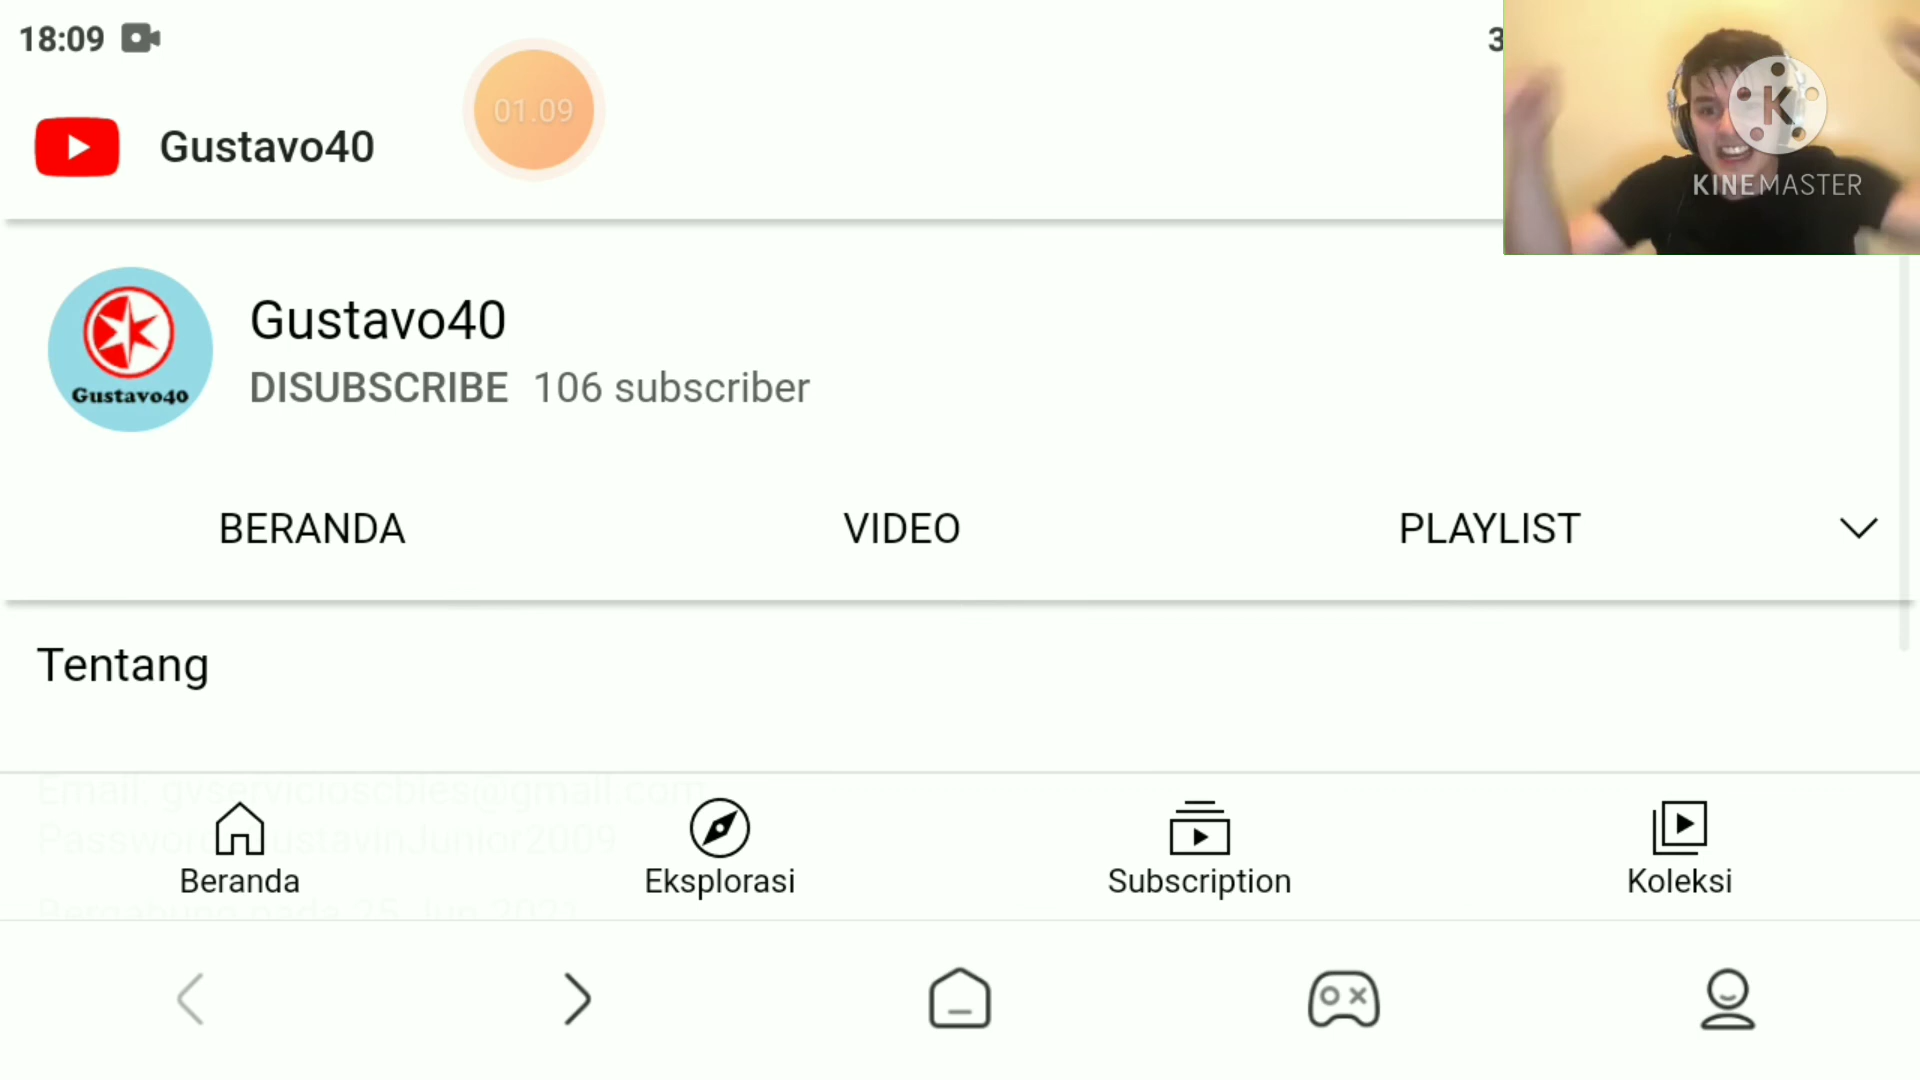 18:09
3
01.09
Gustavo40
KINEMASTER
Gustavo40
Gustavo40
DISUBSCRIBE 106 subscriber
BERANDA VIDEO PLAYLIST
Tentang
Beranda Eksplorasi Subscription Koleksi